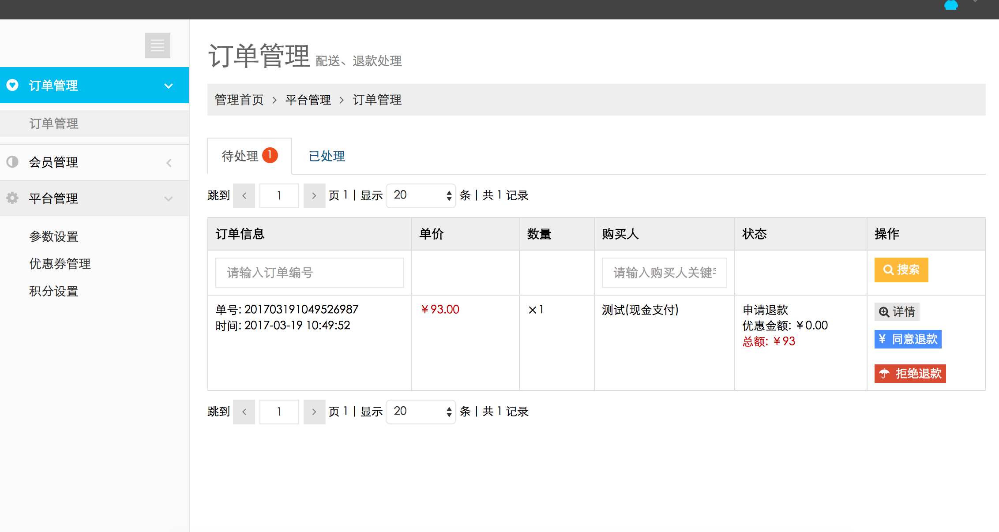 订单管理
订单管理
会员管理
平台管理
参数设置
优惠券管理
积分设置
订单管理 配送、退款处理
管理首页 > 平台管理 > 订单管理
待处理 1 已处理
跳到 < 1 > 页 1 | 显示 20 条 | 共 1 记录
订单信息 单价 数量 购买人 状态 操作
请输入订单编号 请输入购买人关键 搜索
单号: 201703191049526987 ¥93.00 ×1 测试(现金支付) 申请退款 详情
时间: 2017-03-19 10:49:52 优惠金额: ¥0.00
总额: ¥93
¥ 同意退款
拒绝退款
跳到 < 1 > 页 1 | 显示 20 条 | 共 1 记录